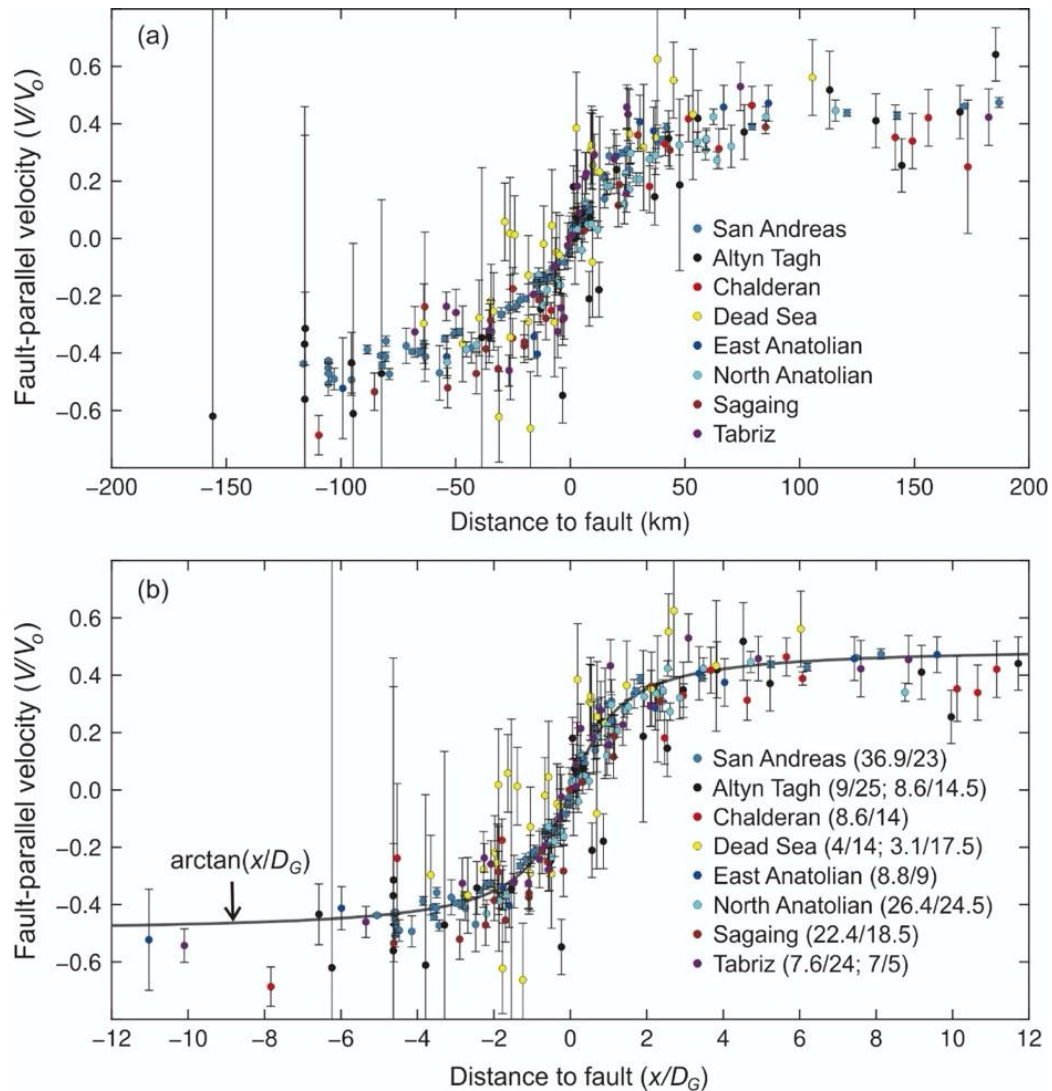 (a)
Fault-parallel velocity (V/Vo)
0.6
0.4
0.2
0.0
−0.2
−0.4
−0.6
San Andreas
Altyn Tagh
Chalderan
Dead Sea
East Anatolian
North Anatolian
Sagaing
Tabriz
−200 −150 −100 −50 0 50 100 150 200
Distance to fault (km)
(b)
Fault-parallel velocity (V/Vo)
0.6
0.4
0.2
0.0
−0.2
−0.4
−0.6
San Andreas (36.9/23)
Altyn Tagh (9/25; 8.6/14.5)
Chalderan (8.6/14)
Dead Sea (4/14; 3.1/17.5)
East Anatolian (8.8/9)
North Anatolian (26.4/24.5)
Sagaing (22.4/18.5)
Tabriz (7.6/24; 7/5)
arctan(x/DG)
−12 −10 −8 −6 −4 −2 0 2 4 6 8 10 12
Distance to fault (x/DG)